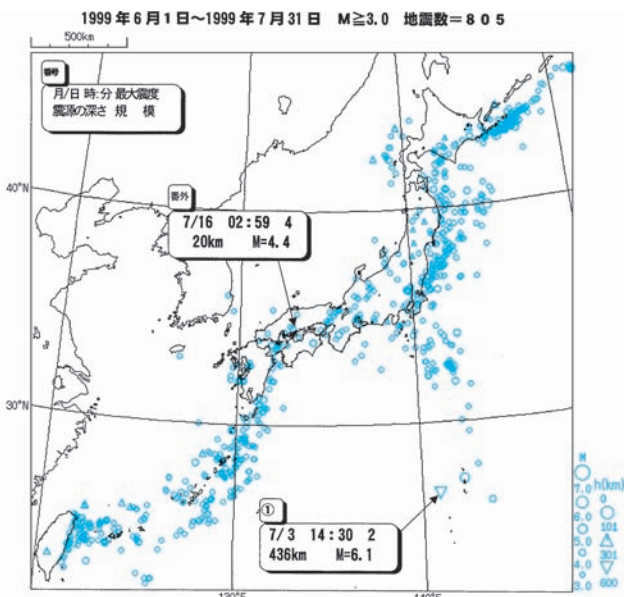 1999年6月1日～1999年7月31日 M≧3.0 地震数＝805
500km
番号
月/日 時:分 最大震度
震源の深さ 規 模
40°N
番外
7/16 02:59 4
20km M=4.4
30°N
①
7/3 14:30 2
436km M=6.1
M
7.0
6.0
5.0
4.0
3.0
h(km)
0
101
301
600
130°E
140°E